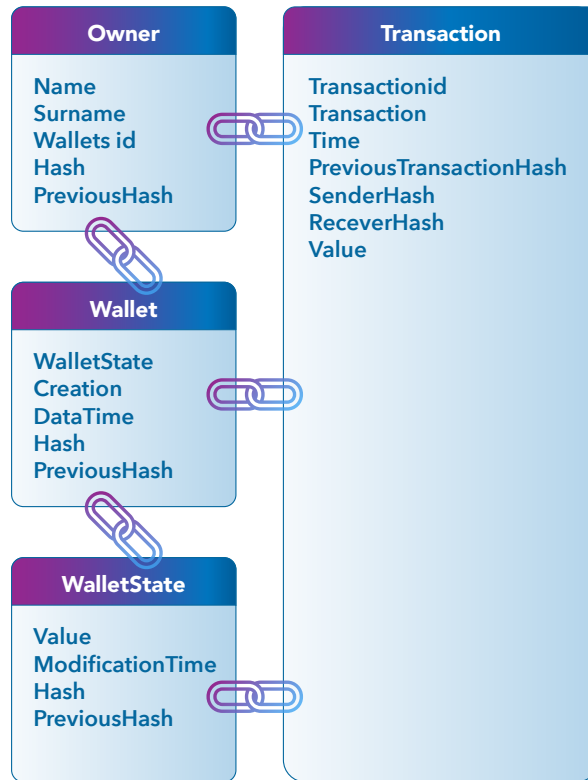 Owner
Name
Surname
Wallets id
Hash
PreviousHash
Wallet
WalletState
Creation
DataTime
Hash
PreviousHash
WalletState
Value
ModificationTime
Hash
PreviousHash
Transaction
Transactionid
Transaction
Time
PreviousTransactionHash
SenderHash
ReceverHash
Value